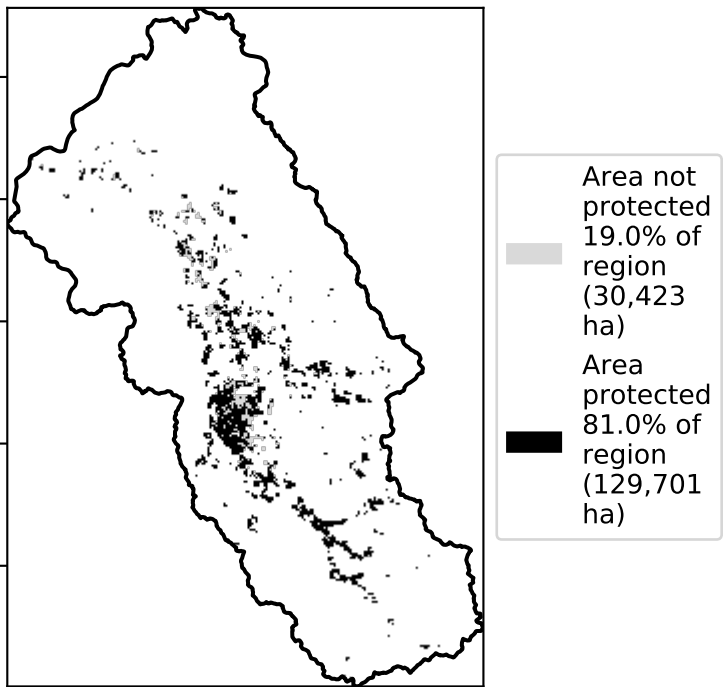 Area not
protected
19.0% of
region
(30,423
ha)
Area
protected
81.0% of
region
(129,701
ha)